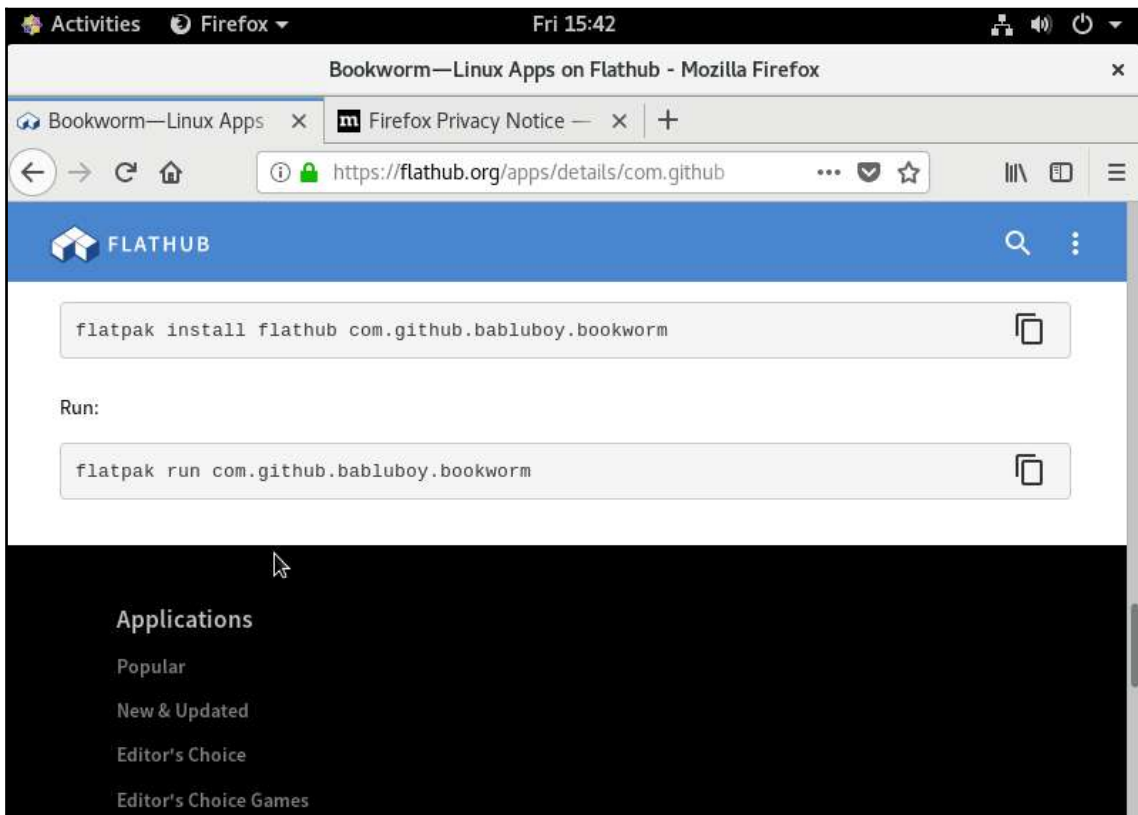 Activities Firefox Fri 15:42
Bookworm—Linux Apps on Flathub - Mozilla Firefox
Bookworm—Linux Apps m Firefox Privacy Notice —
https://flathub.org/apps/details/com.github
FLATHUB
flatpak install flathub com.github.babluboy.bookworm
Run:
flatpak run com.github.babluboy.bookworm
Applications
Popular
New & Updated
Editor's Choice
Editor's Choice Games